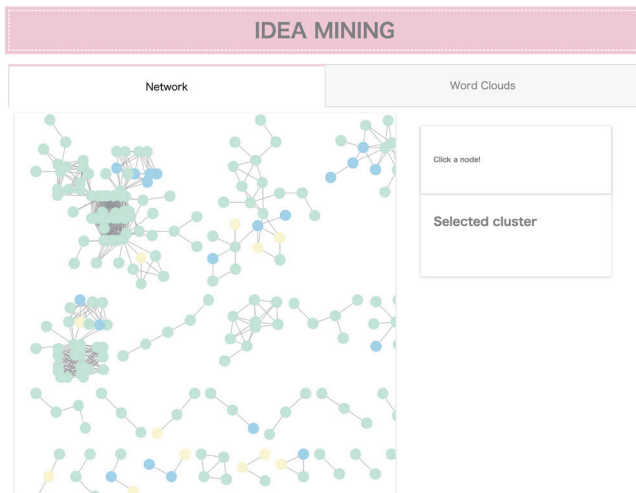 IDEA MINING
Network
Word Clouds
Click a node!
Selected cluster